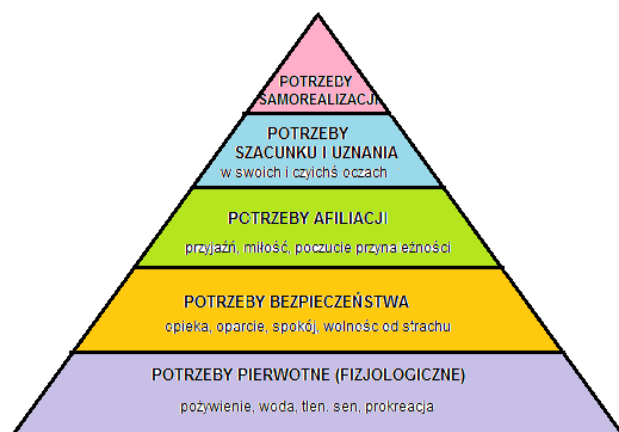 POTRZEBY
SAMOREALIZACJI
POTRZEBY
SZACUNKU I UZNANIA
w swoich i czyichś oczach
POTRZEBY AFILIACJI
przyjaźń, miłość, poczucie przyna eżności
POTRZEBY BEZPIECZEŃSTWA
opieka, oparcie, spokój, wolnośc od strachu
POTRZEBY PIERWOTNE (FIZJOLOGICZNE)
pożywienie, woda, tlen. sen, prokreacja